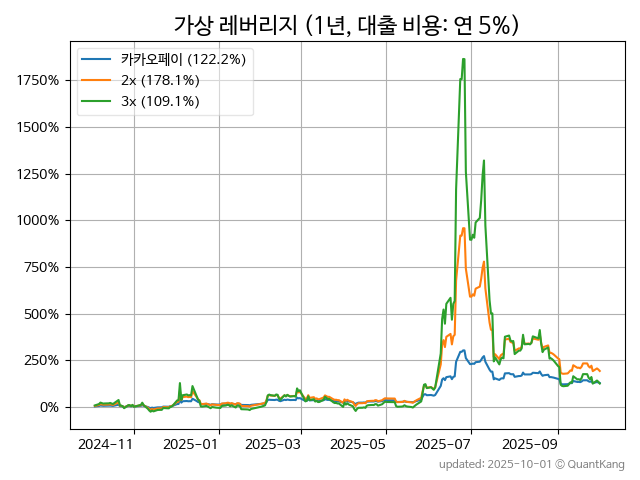 가상 레버리지 (1년, 대출 비용: 연 5%)
카카오페이 (122.2%)
2x (178.1%)
3x (109.1%)
1750%
1500%
1250%
1000%
750%
500%
250%
0%
2024-11
2025-01
2025-03
2025-05
2025-07
2025-09
updated: 2025-10-01 © QuantKang